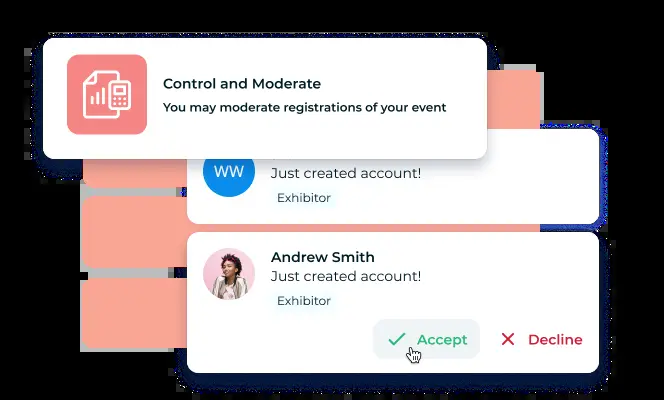 Control and Moderate
You may moderate registrations of your event
WW
Just created account!
Exhibitor
Andrew Smith
Just created account!
Exhibitor
Accept
Decline